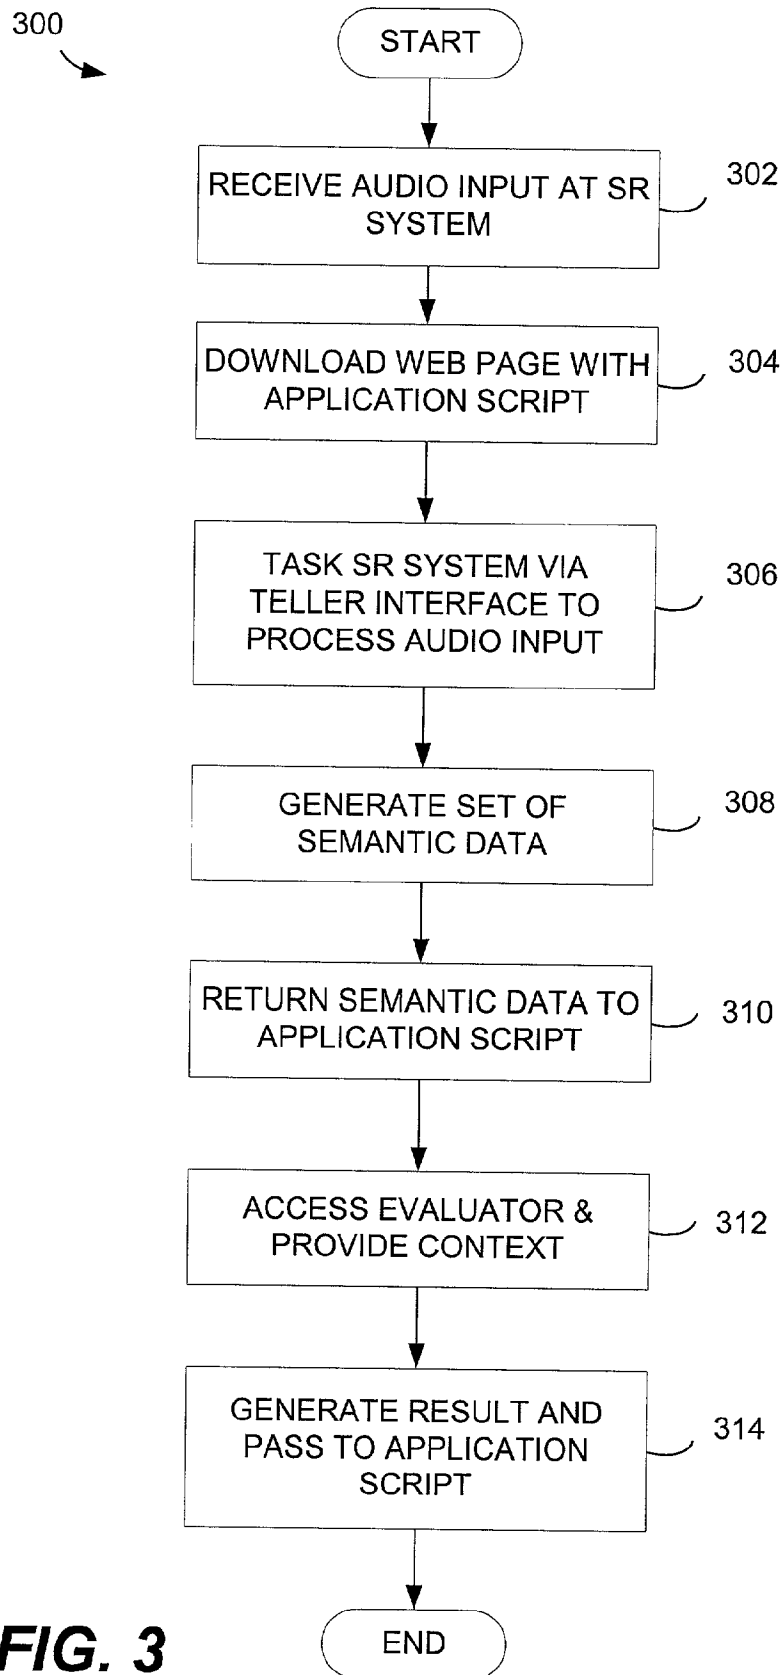 300
START
RECEIVE AUDIO INPUT AT SR
SYSTEM
302
DOWNLOAD WEB PAGE WITH
APPLICATION SCRIPT
304
TASK SR SYSTEM VIA
TELLER INTERFACE TO
PROCESS AUDIO INPUT
306
GENERATE SET OF
SEMANTIC DATA
308
RETURN SEMANTIC DATA TO
APPLICATION SCRIPT
310
ACCESS EVALUATOR &
PROVIDE CONTEXT
312
GENERATE RESULT AND
PASS TO APPLICATION
SCRIPT
314
END
FIG. 3